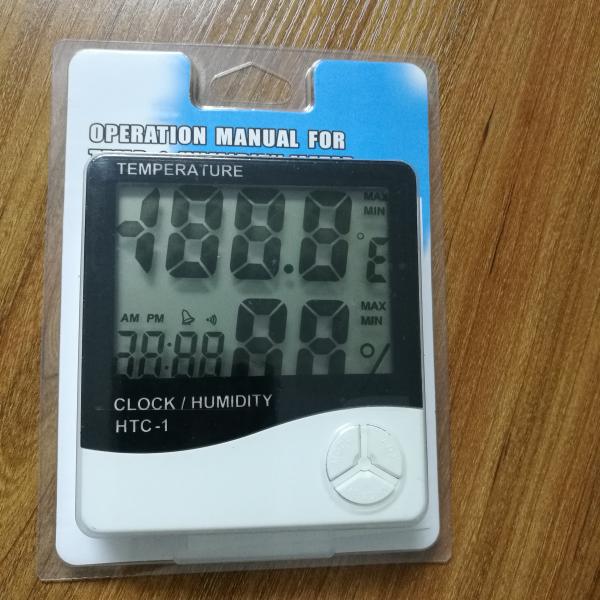 OPERATION MANUAL FOR
TEMPERATURE
MAX
MIN
AM PM
MAX
MIN
%
CLOCK / HUMIDITY
HTC-1